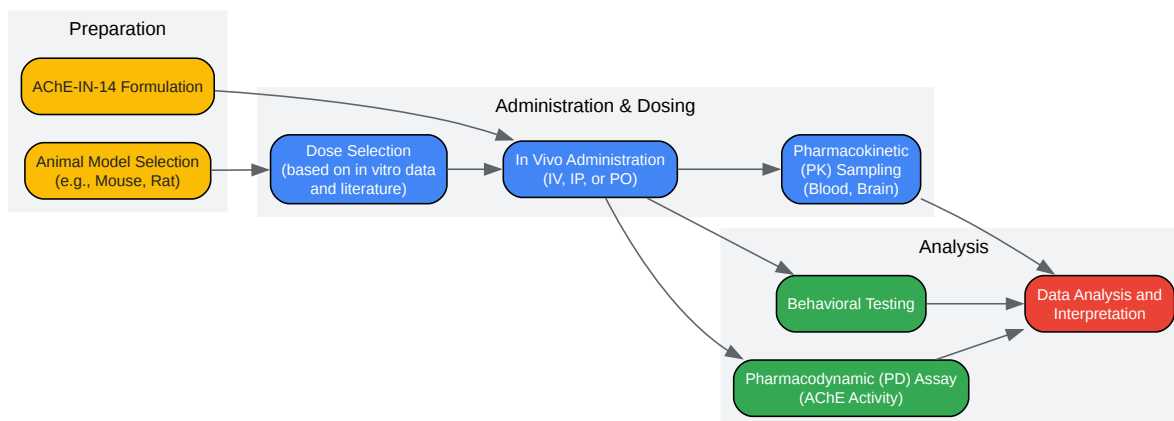 Preparation
AChE-IN-14 Formulation
Animal Model Selection
(e.g., Mouse, Rat)
Administration & Dosing
Dose Selection
(based on in vitro data
and literature)
In Vivo Administration
(IV, IP, or PO)
Pharmacokinetic
(PK) Sampling
(Blood, Brain)
Analysis
Behavioral Testing
Pharmacodynamic (PD) Assay
(AChE Activity)
Data Analysis and
Interpretation